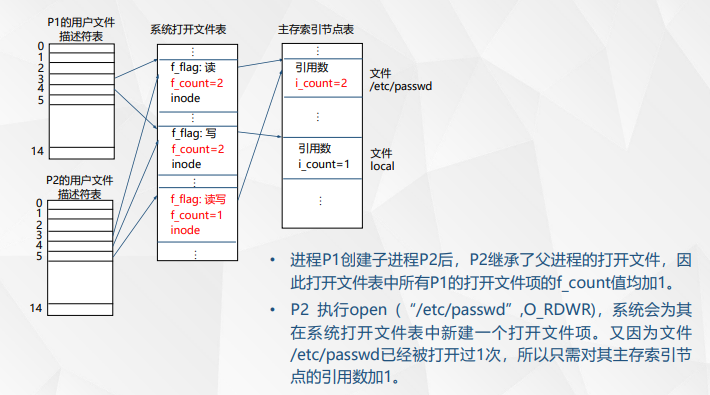 P1的用户文件
描述符表
0
1
2
3
4
5
14
P2的用户文件
描述符表
0
1
2
3
4
5
14
系统打开文件表
⋮
f_flag: 读
f_count=2
inode
⋮
f_flag: 写
f_count=2
inode
⋮
f_flag: 读写
f_count=1
inode
⋮
主存索引节点表
⋮
引用数
i_count=2
⋮
引用数
i_count=1
⋮
文件
/etc/passwd
文件
local
• 进程P1创建子进程P2后，P2继承了父进程的打开文件，因
此打开文件表中所有P1的打开文件项的f_count值均加1。
• P2 执行open（“/etc/passwd”,O_RDWR)，系统会为其
在系统打开文件表中新建一个打开文件项。又因为文件
/etc/passwd已经被打开过1次，所以只需对其主存索引节
点的引用数加1。